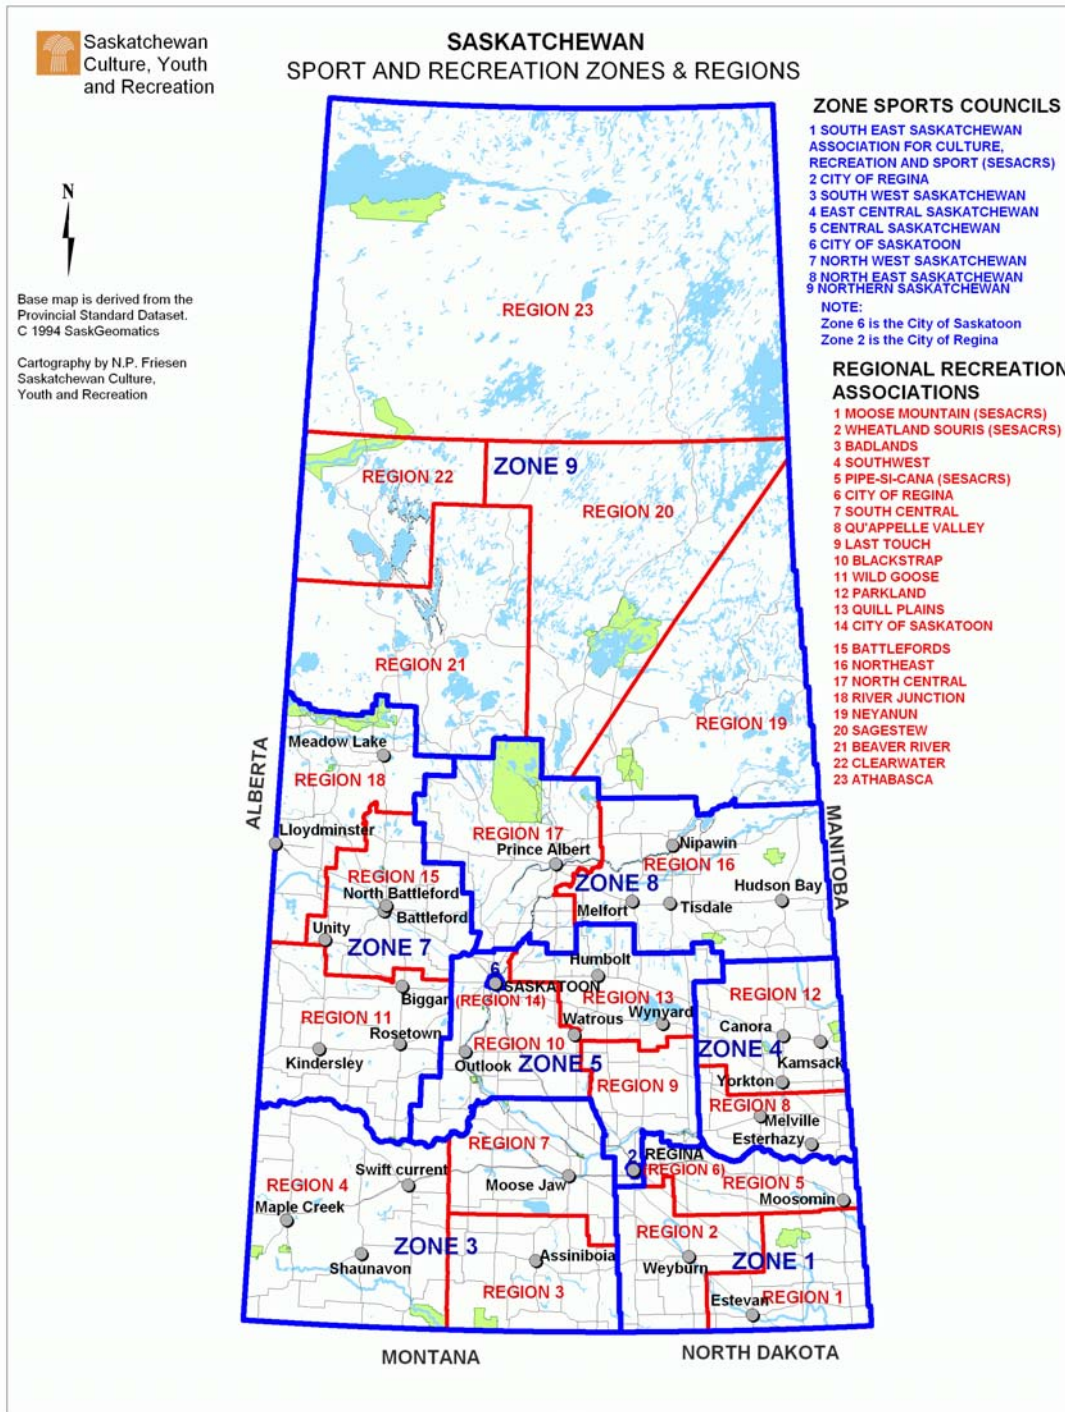 Saskatchewan
Culture, Youth
and Recreation
SASKATCHEWAN
SPORT AND RECREATION ZONES & REGIONS
N
Base map is derived from the
Provincial Standard Dataset.
C 1994 SaskGeomatics
Cartography by N.P. Friesen
Saskatchewan Culture,
Youth and Recreation
ZONE SPORTS COUNCILS
1 SOUTH EAST SASKATCHEWAN
ASSOCIATION FOR CULTURE,
RECREATION AND SPORT (SESACRS)
2 CITY OF REGINA
3 SOUTH WEST SASKATCHEWAN
4 EAST CENTRAL SASKATCHEWAN
5 CENTRAL SASKATCHEWAN
6 CITY OF SASKATOON
7 NORTH WEST SASKATCHEWAN
8 NORTH EAST SASKATCHEWAN
9 NORTHERN SASKATCHEWAN
NOTE:
Zone 6 is the City of Saskatoon
Zone 2 is the City of Regina
REGIONAL RECREATION
ASSOCIATIONS
1 MOOSE MOUNTAIN (SESACRS)
2 WHEATLAND SOURIS (SESACRS)
3 BADLANDS
4 SOUTHWEST
5 PIPE-SI-CANA (SESACRS)
6 CITY OF REGINA
7 SOUTH CENTRAL
8 QU'APPELLE VALLEY
9 LAST TOUCH
10 BLACKSTRAP
11 WILD GOOSE
12 PARKLAND
13 QUILL PLAINS
14 CITY OF SASKATOON
15 BATTLEFORDS
16 NORTHEAST
17 NORTH CENTRAL
18 RIVER JUNCTION
19 NEYANUN
20 SAGESTEW
21 BEAVER RIVER
22 CLEARWATER
23 ATHABASCA
REGION 23
ZONE 9
REGION 22
REGION 20
REGION 21
REGION 19
ALBERTA
MANITOBA
Meadow Lake
REGION 18
Lloydminster
REGION 17
Prince Albert
Nipawin
REGION 16
REGION 15
North Battleford
Battleford
ZONE 8
Hudson Bay
Melfort
Tisdale
Unity
ZONE 7
Humbolt
6
SASKATOON
(REGION 14)
Biggar
REGION 13
REGION 12
REGION 11
Watrous
Wynyard
Canora
Rosetown
REGION 10
ZONE 5
ZONE 4
Kindersley
Outlook
Kamsack
REGION 9
Yorkton
REGION 8
Melville
Esterhazy
REGION 7
2
REGINA
(REGION 6)
Swift current
REGION 4
Moose Jaw
REGION 5
Moosomin
Maple Creek
REGION 2
ZONE 3
Assiniboia
Weyburn
ZONE 1
Shaunavon
REGION 3
Estevan
REGION 1
MONTANA
NORTH DAKOTA